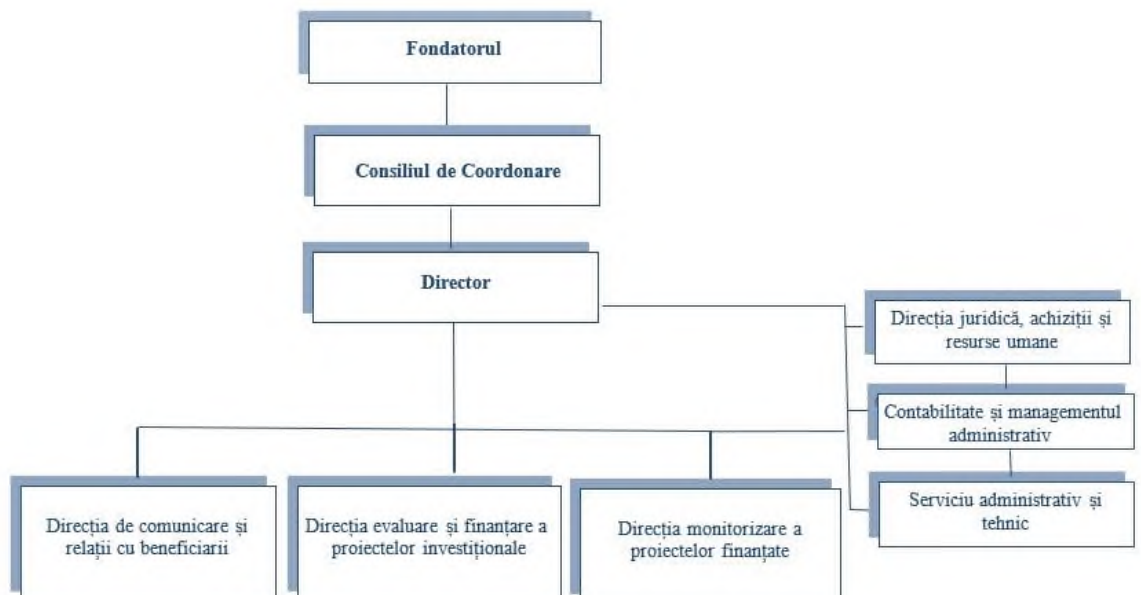 Fondatorul
Consiliul de Coordonare
Director
Direcția juridică, achiziții și
resurse umane
Contabilitate și managementul
administrativ
Serviciu administrativ și
tehnic
Direcția de comunicare și
relații cu beneficiarii
Direcția evaluare și finanțare a
proiectelor investiționale
Direcția monitorizare a
proiectelor finanțate